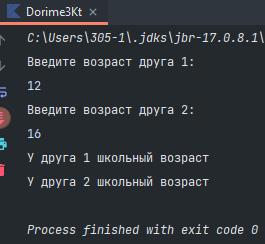 Dorime3Kt ×
C:\Users\305-1\.jdks\jbr-17.0.8.1\
Введите возраст друга 1:
12
Введите возраст друга 2:
16
У друга 1 школьный возраст
У друга 2 школьный возраст
Process finished with exit code 0